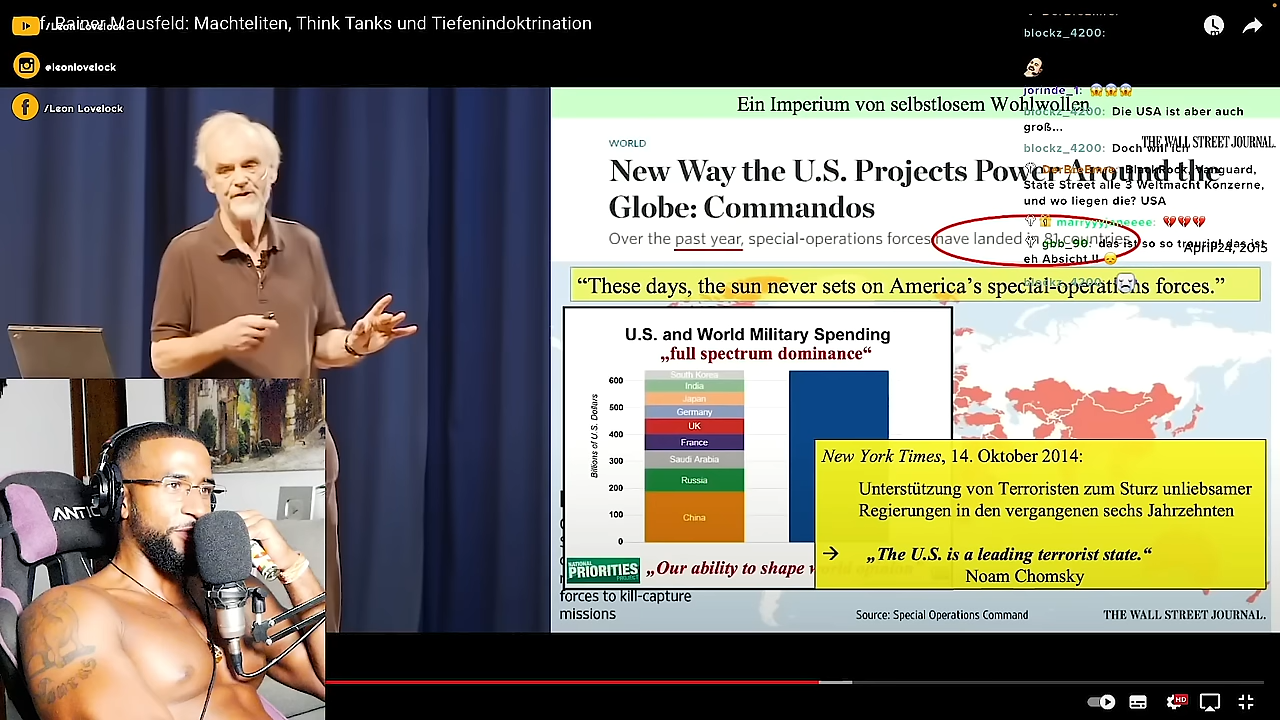 Prof. Rainer Mausfeld: Machteliten, Think Tanks und Tiefenindoktrination
/Leon Lovelock
@leonlovelock
/Leon Lovelock
blockz_4200:
jorinde_1:
blockz_4200: Die USA ist aber auch
groß...
blockz_4200: Doch will ich
BlackRock, Vanguard,
State Street alle 3 Weltmacht Konzerne,
und wo liegen die? USA
gbb_90: das ist so so traurig das ist
eh Absicht !!
blockz_4200:
Ein Imperium von selbstlosem Wohlwollen
THE WALL STREET JOURNAL.
WORLD
New Way the U.S. Projects Power Around the
Globe: Commandos
Over the past year, special-operations forces have landed in 81 countries
April 24, 2015
“These days, the sun never sets on America’s special-operations forces.”
U.S. and World Military Spending
„full spectrum dominance“
Billions of U.S. Dollars
600
500
400
300
200
100
0
South Korea
India
Japan
Germany
UK
France
Saudi Arabia
Russia
China
NATIONAL
PRIORITIES
PROJECT
„Our ability to shape world opinion
New York Times, 14. Oktober 2014:
Unterstützung von Terroristen zum Sturz unliebsamer
Regierungen in den vergangenen sechs Jahrzehnten
→ „The U.S. is a leading terrorist state.“
Noam Chomsky
forces to kill-capture
missions
Source: Special Operations Command
THE WALL STREET JOURNAL.
HD
ANTI